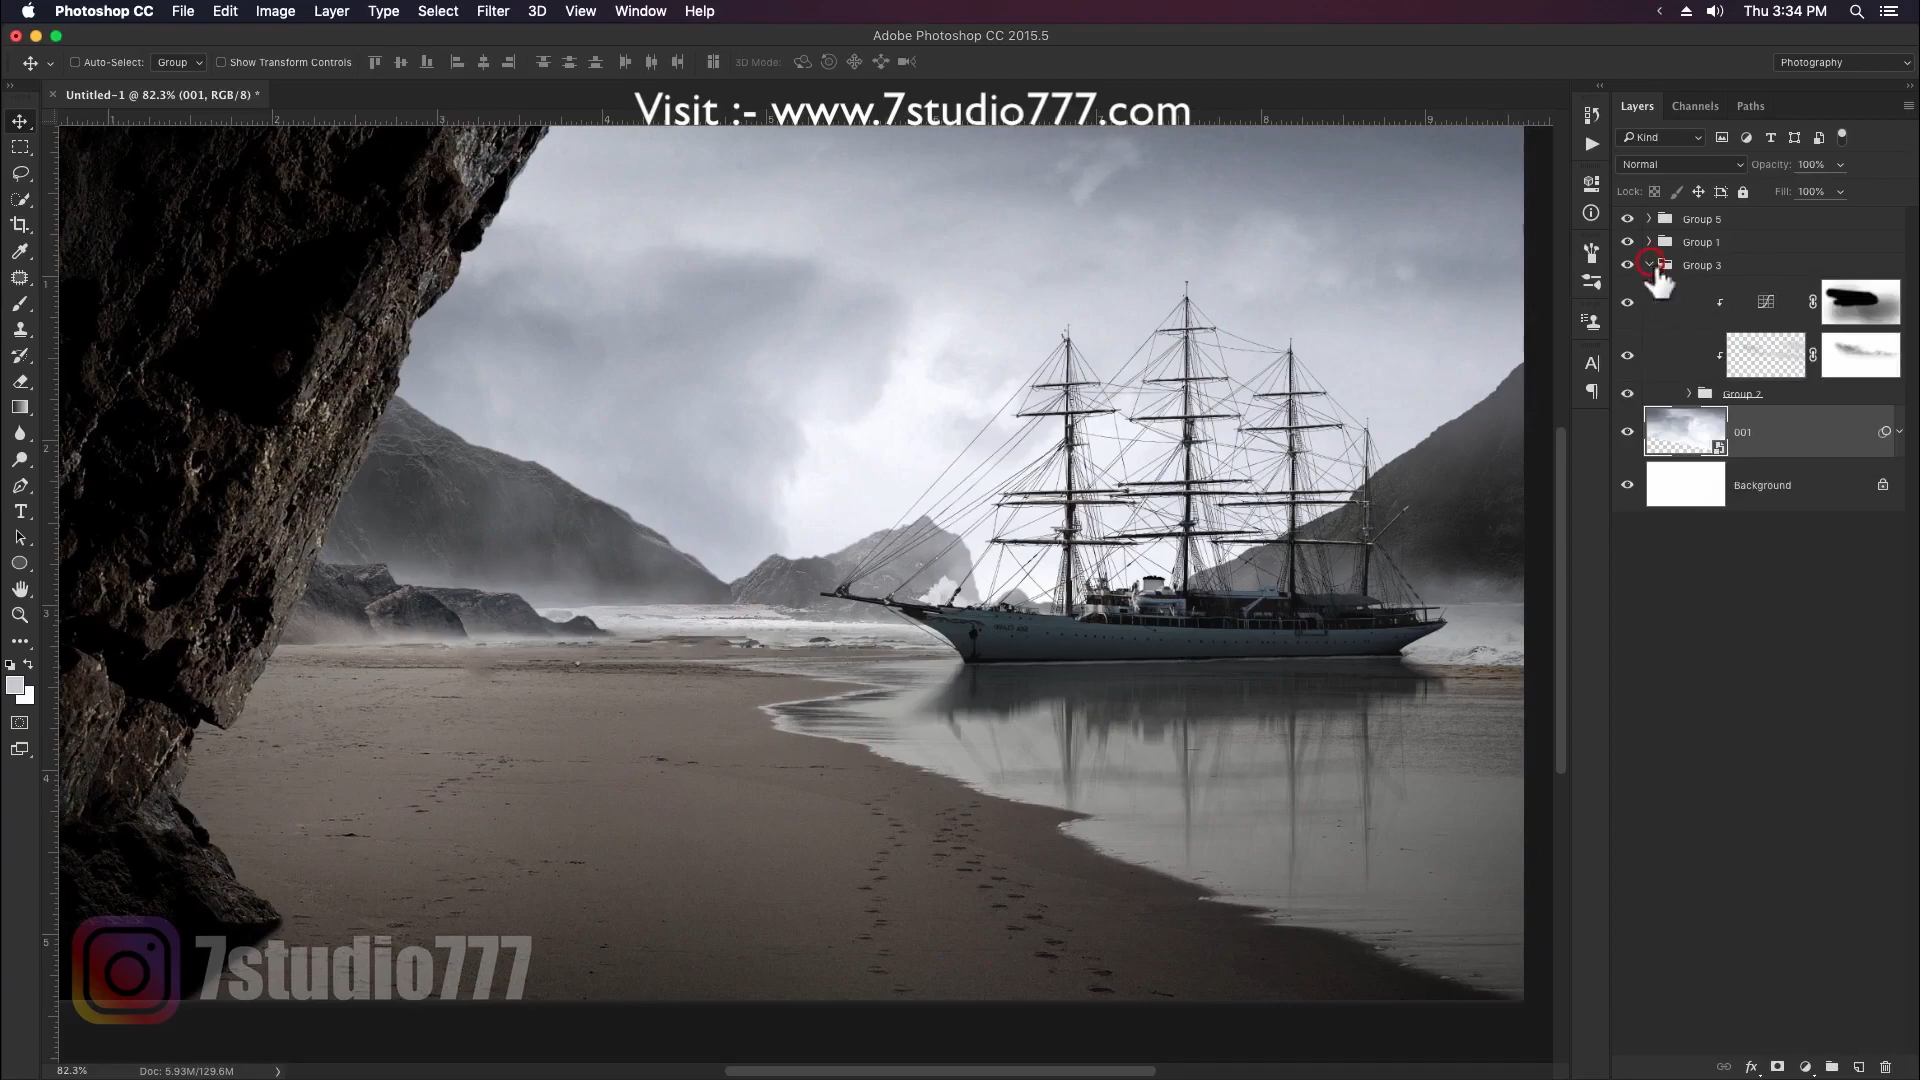 Photoshop CC File Edit Image Layer Type Select Filter 3D View Window Help Thu 3:34 PM
Adobe Photoshop CC 2015.5
Auto-Select: Group Show Transform Controls 3D Mode: Photography
Untitled-1 @ 82.3% (001, RGB/8) *
Visit :- www.7studio777.com
Layers Channels Paths
Kind
Normal Opacity: 100%
Lock: Fill: 100%
Group 5
Group 1
Group 3
Group 2
001
Background
7studio777
82.3% Doc: 5.93M/129.6M